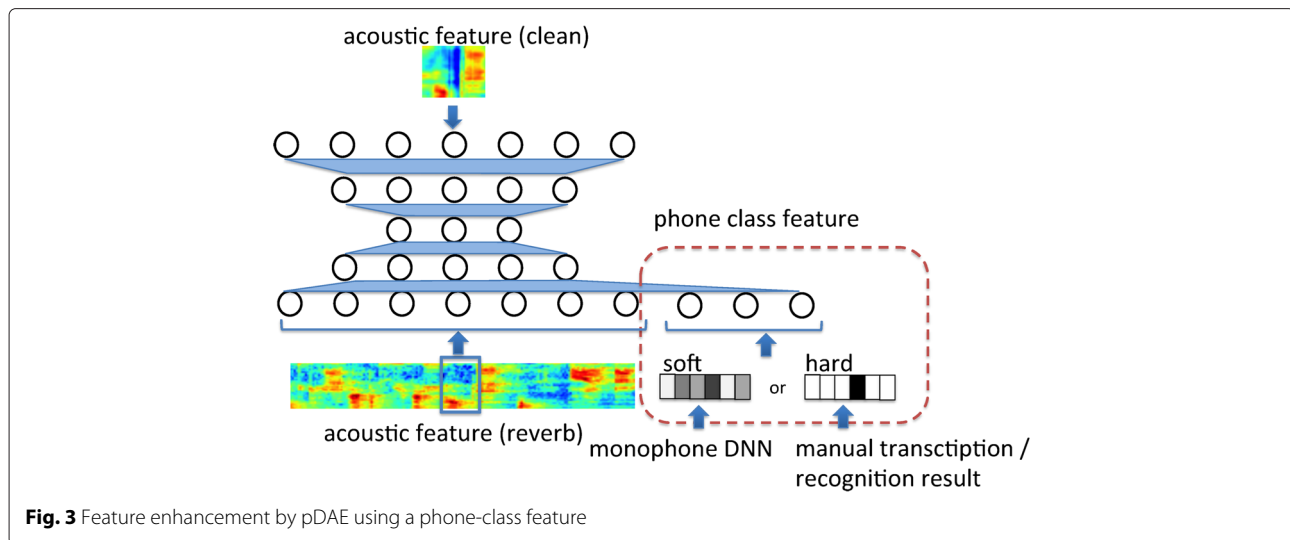 acoustic feature (clean)
phone class feature
soft
or
hard
acoustic feature (reverb)
monophone DNN
manual transctiption /
recognition result
Fig. 3 Feature enhancement by pDAE using a phone-class feature